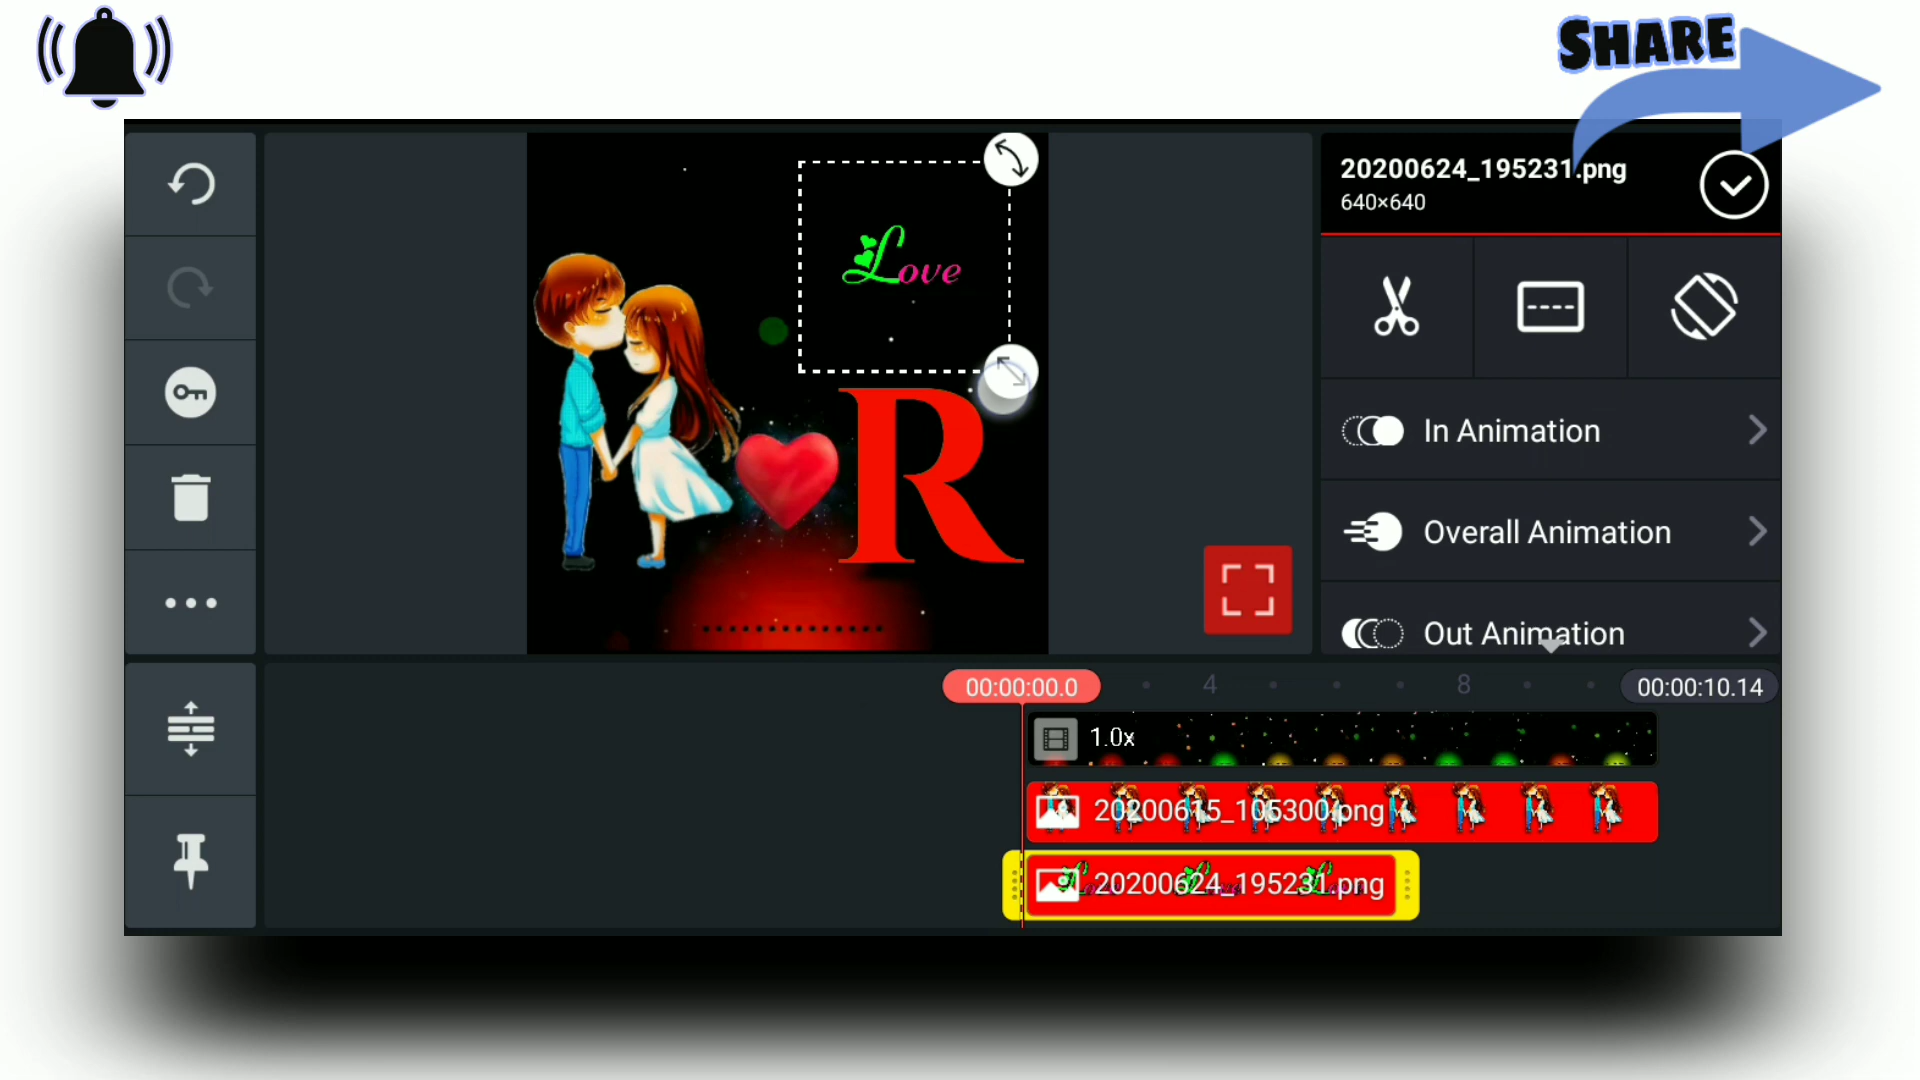 SHARE
20200624_195231.png
640×640
Love
In Animation
Overall Animation
R
Out Animation
00:00:00.0
4
8
00:00:10.14
1.0x
20200615_105300.png
20200624_195231.png